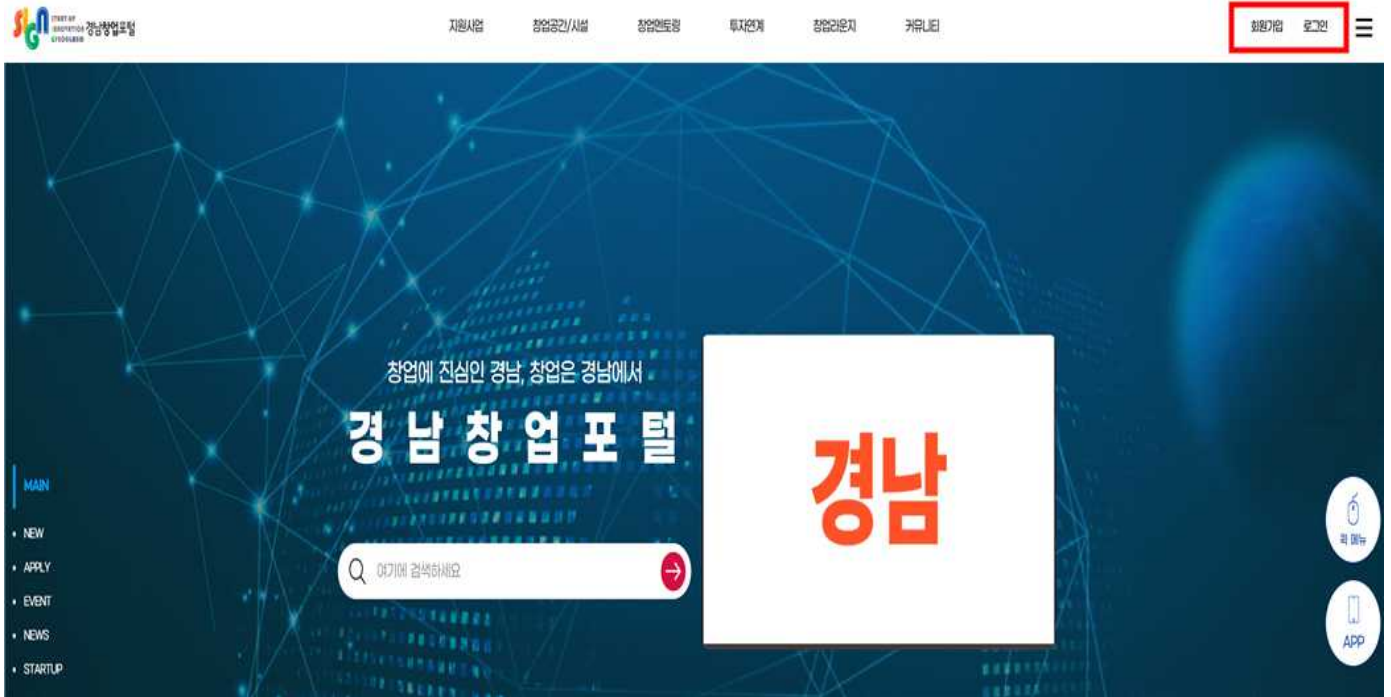 SIGN 경남창업포털
지원사업 창업공간/시설 창업멘토링 투자연계 창업라운지 커뮤니티
회원가입 로그인
창업에 진심인 경남, 창업은 경남에서
경남창업포털
여기에 검색하세요
경남
MAIN
NEW
APPLY
EVENT
NEWS
STARTUP
퀵 메뉴
APP